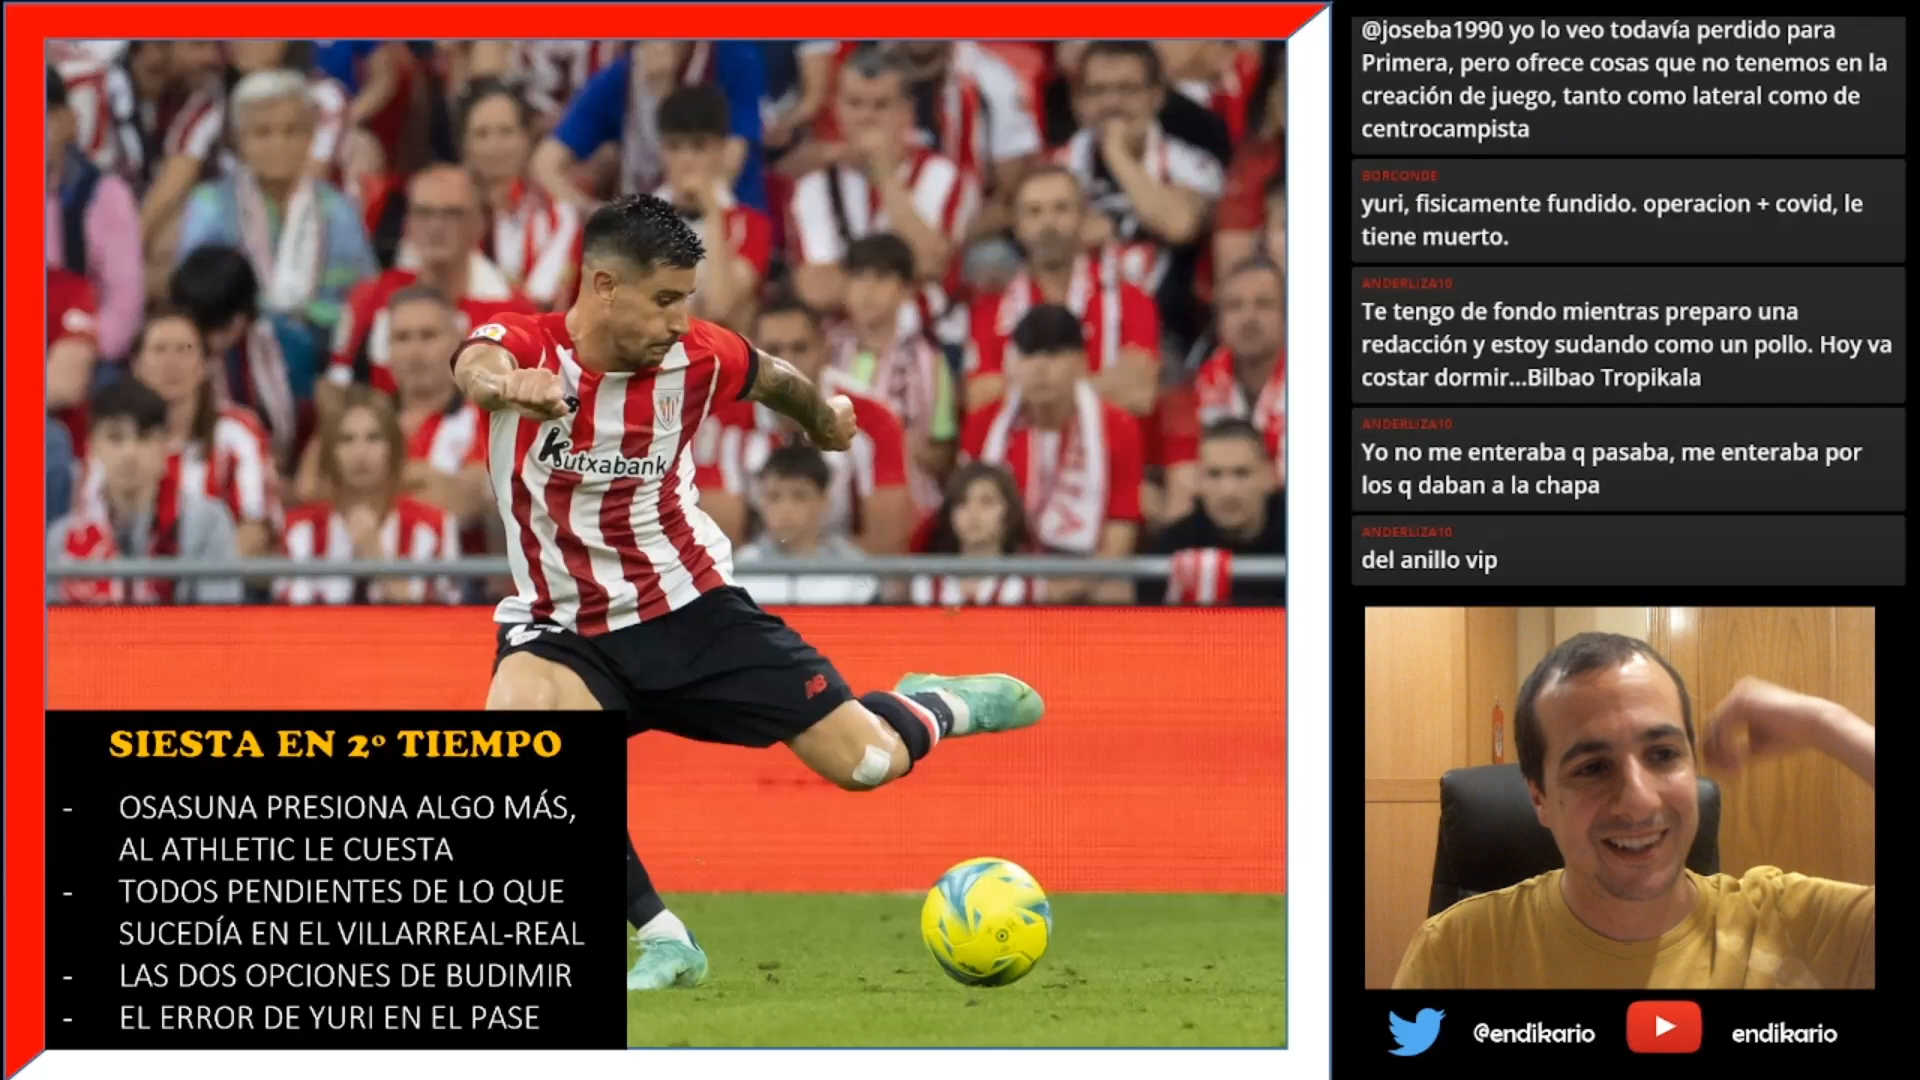 Kutxabank
SIESTA EN 2º TIEMPO
- OSASUNA PRESIONA ALGO MÁS,
AL ATHLETIC LE CUESTA
- TODOS PENDIENTES DE LO QUE
SUCEDÍA EN EL VILLARREAL-REAL
- LAS DOS OPCIONES DE BUDIMIR
- EL ERROR DE YURI EN EL PASE
@joseba1990 yo lo veo todavía perdido para
Primera, pero ofrece cosas que no tenemos en la
creación de juego, tanto como lateral como de
centrocampista
BORCONDE
yuri, fisicamente fundido. operacion + covid, le
tiene muerto.
ANDERLIZA10
Te tengo de fondo mientras preparo una
redacción y estoy sudando como un pollo. Hoy va
costar dormir...Bilbao Tropikala
ANDERLIZA10
Yo no me enteraba q pasaba, me enteraba por
los q daban a la chapa
ANDERLIZA10
del anillo vip
@endikario
endikario